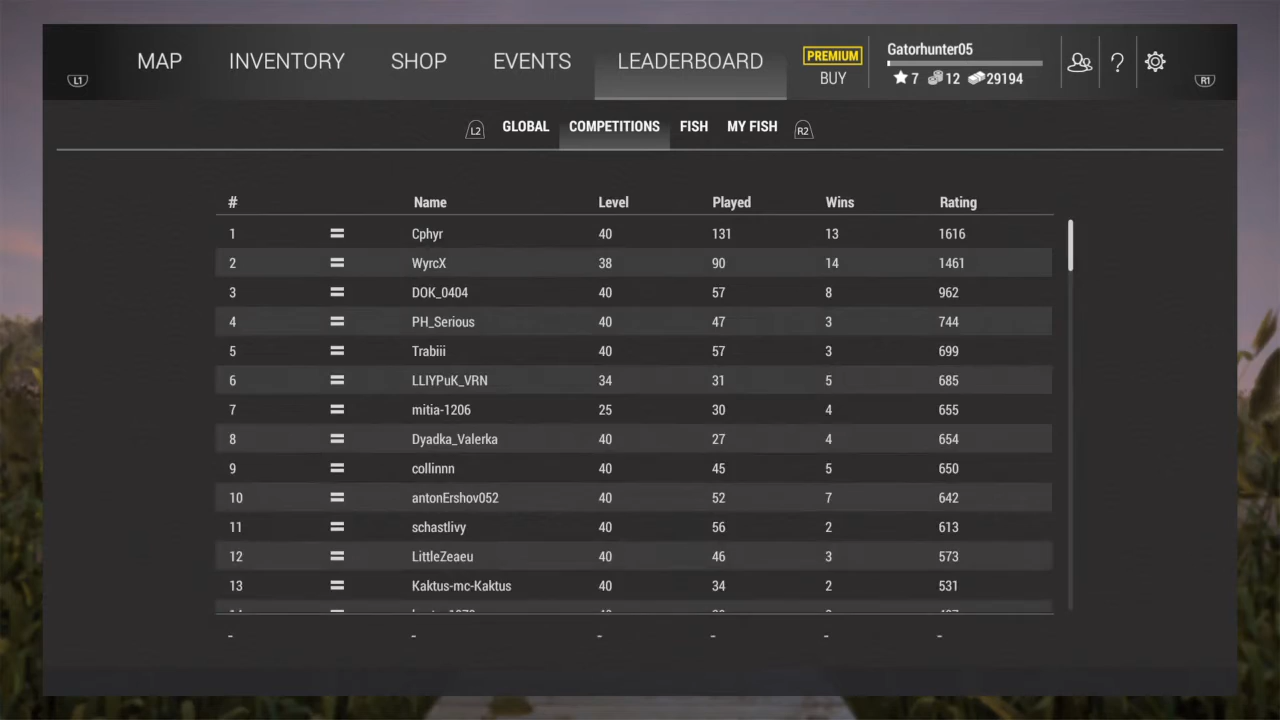 MAP INVENTORY SHOP EVENTS LEADERBOARD PREMIUM BUY Gatorhunter05
L1 7 12 29194 R1
L2 GLOBAL COMPETITIONS FISH MY FISH R2
# Name Level Played Wins Rating
1 = Cphyr 40 131 13 1616
2 = WyrcX 38 90 14 1461
3 = DOK_0404 40 57 8 962
4 = PH_Serious 40 47 3 744
5 = Trabiii 40 57 3 699
6 = LLIYPuK_VRN 34 31 5 685
7 = mitia-1206 25 30 4 655
8 = Dyadka_Valerka 40 27 4 654
9 = collinnn 40 45 5 650
10 = antonErshov052 40 52 7 642
11 = schastlivy 40 56 2 613
12 = LittleZeaeu 40 46 3 573
13 = Kaktus-mc-Kaktus 40 34 2 531
- - - - - -